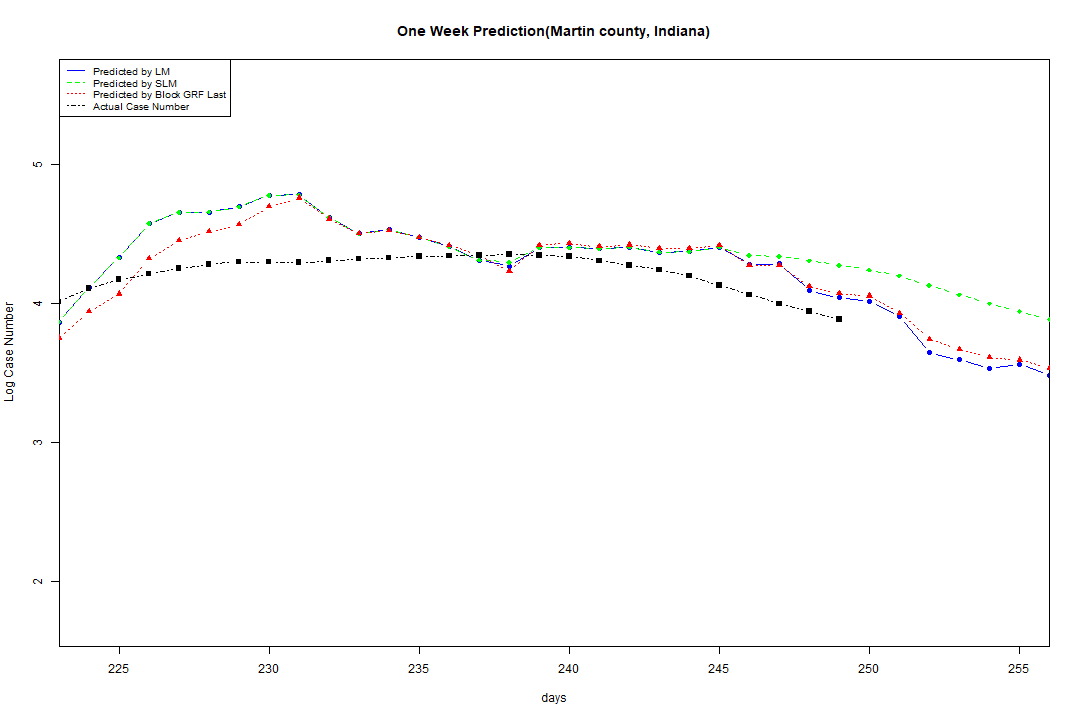 One Week Prediction(Martin county, Indiana)
Predicted by LM
Predicted by SLM
Predicted by Block GRF Last
Actual Case Number
5
4
3
2
Log Case Number
225 230 235 240 245 250 255
days